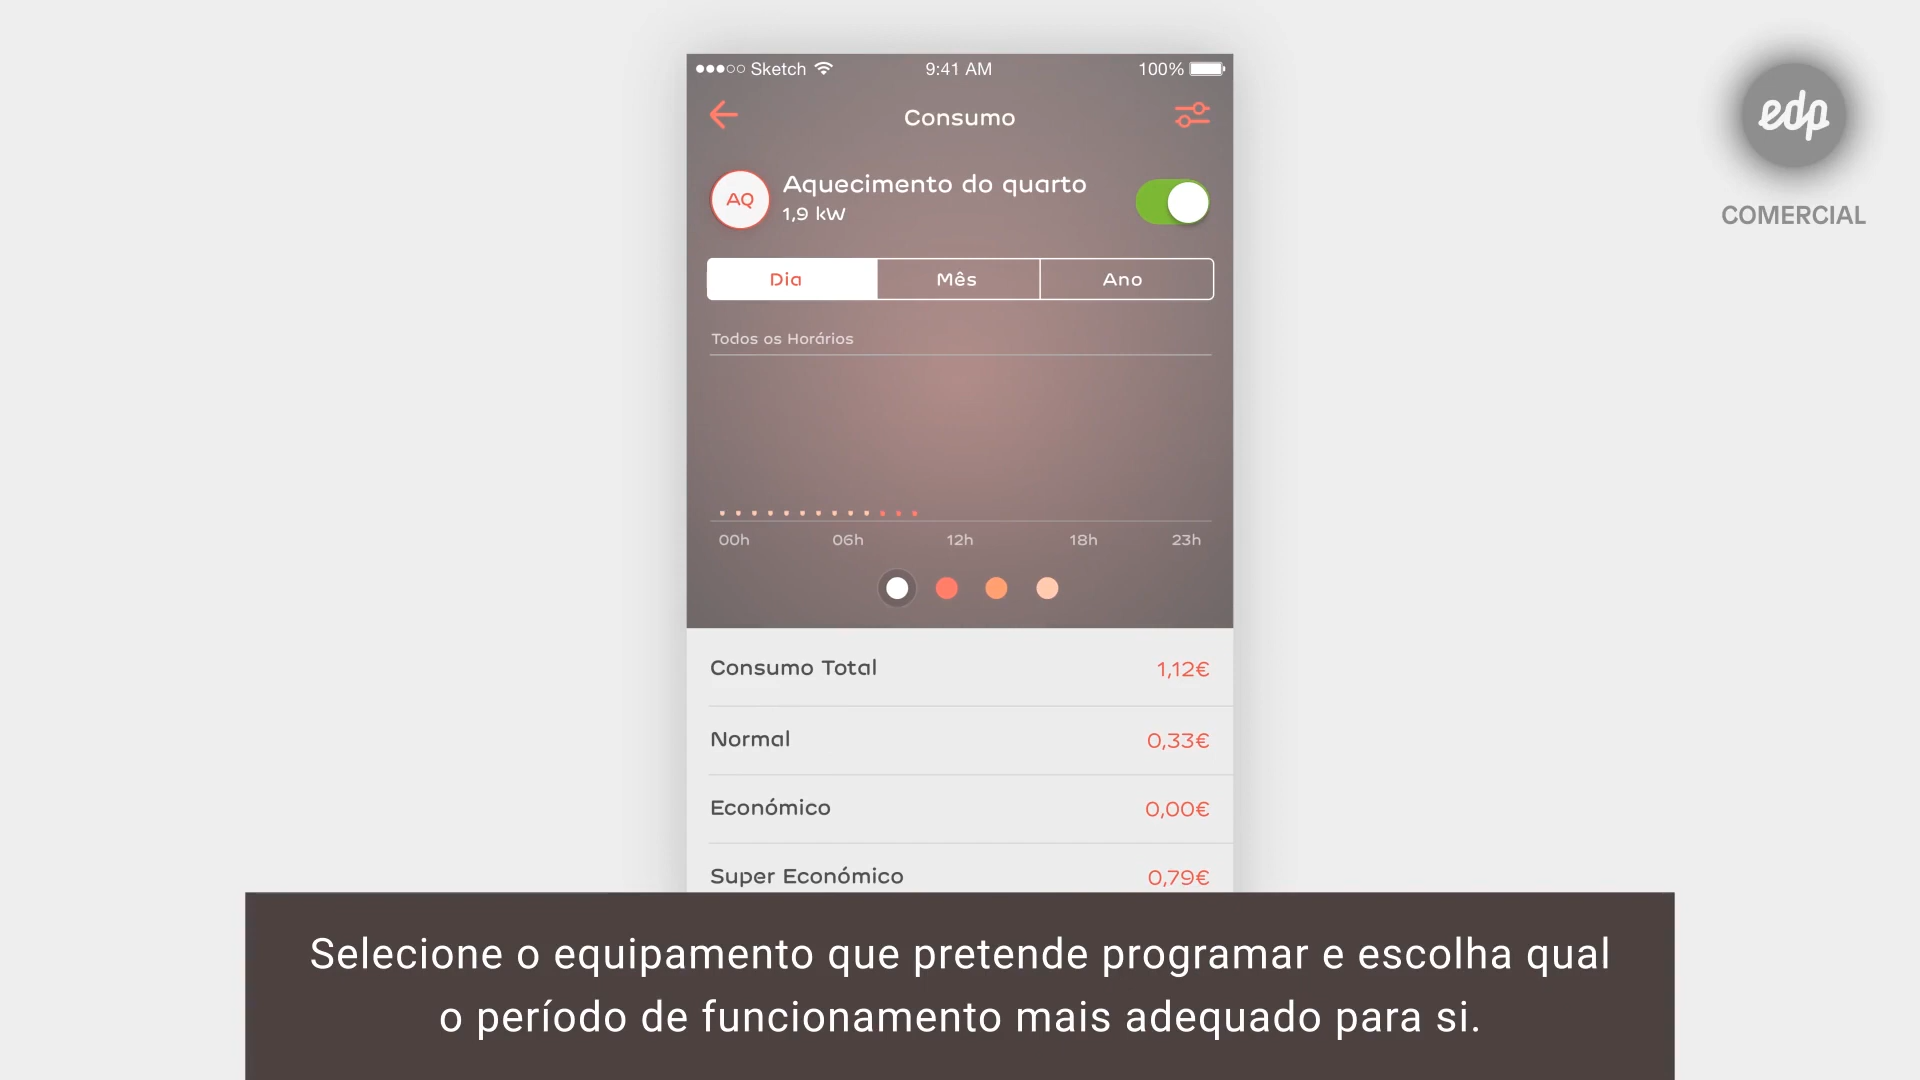 Sketch 9:41 AM 100%
Consumo
edp
COMERCIAL
AQ
Aquecimento do quarto
1,9 kW
Dia Mês Ano
Todos os Horários
00h 06h 12h 18h 23h
Consumo Total 1,12€
Normal 0,33€
Económico 0,00€
Super Económico 0,79€
Selecione o equipamento que pretende programar e escolha qual
o período de funcionamento mais adequado para si.